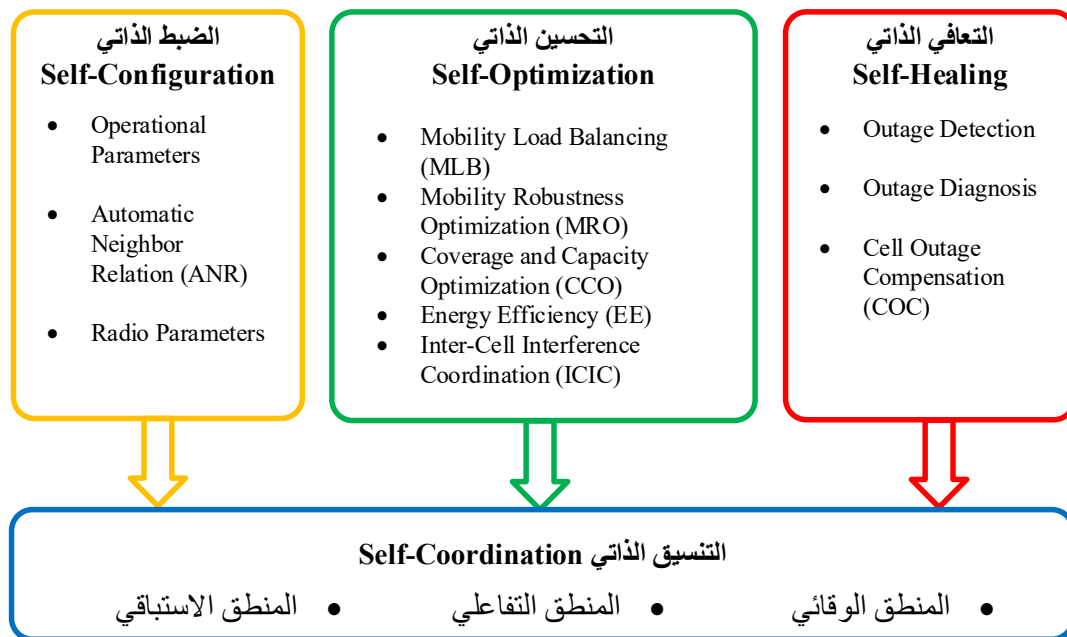 الضبط الذاتي
Self-Configuration
• Operational
Parameters
• Automatic
Neighbor
Relation (ANR)
• Radio Parameters
التحسين الذاتي
Self-Optimization
• Mobility Load Balancing
(MLB)
• Mobility Robustness
Optimization (MRO)
• Coverage and Capacity
Optimization (CCO)
• Energy Efficiency (EE)
• Inter-Cell Interference
Coordination (ICIC)
التعافي الذاتي
Self-Healing
• Outage Detection
• Outage Diagnosis
• Cell Outage
Compensation
(COC)
التنسيق الذاتي Self-Coordination
• المنطق الوقائي • المنطق التفاعلي • المنطق الاستباقي